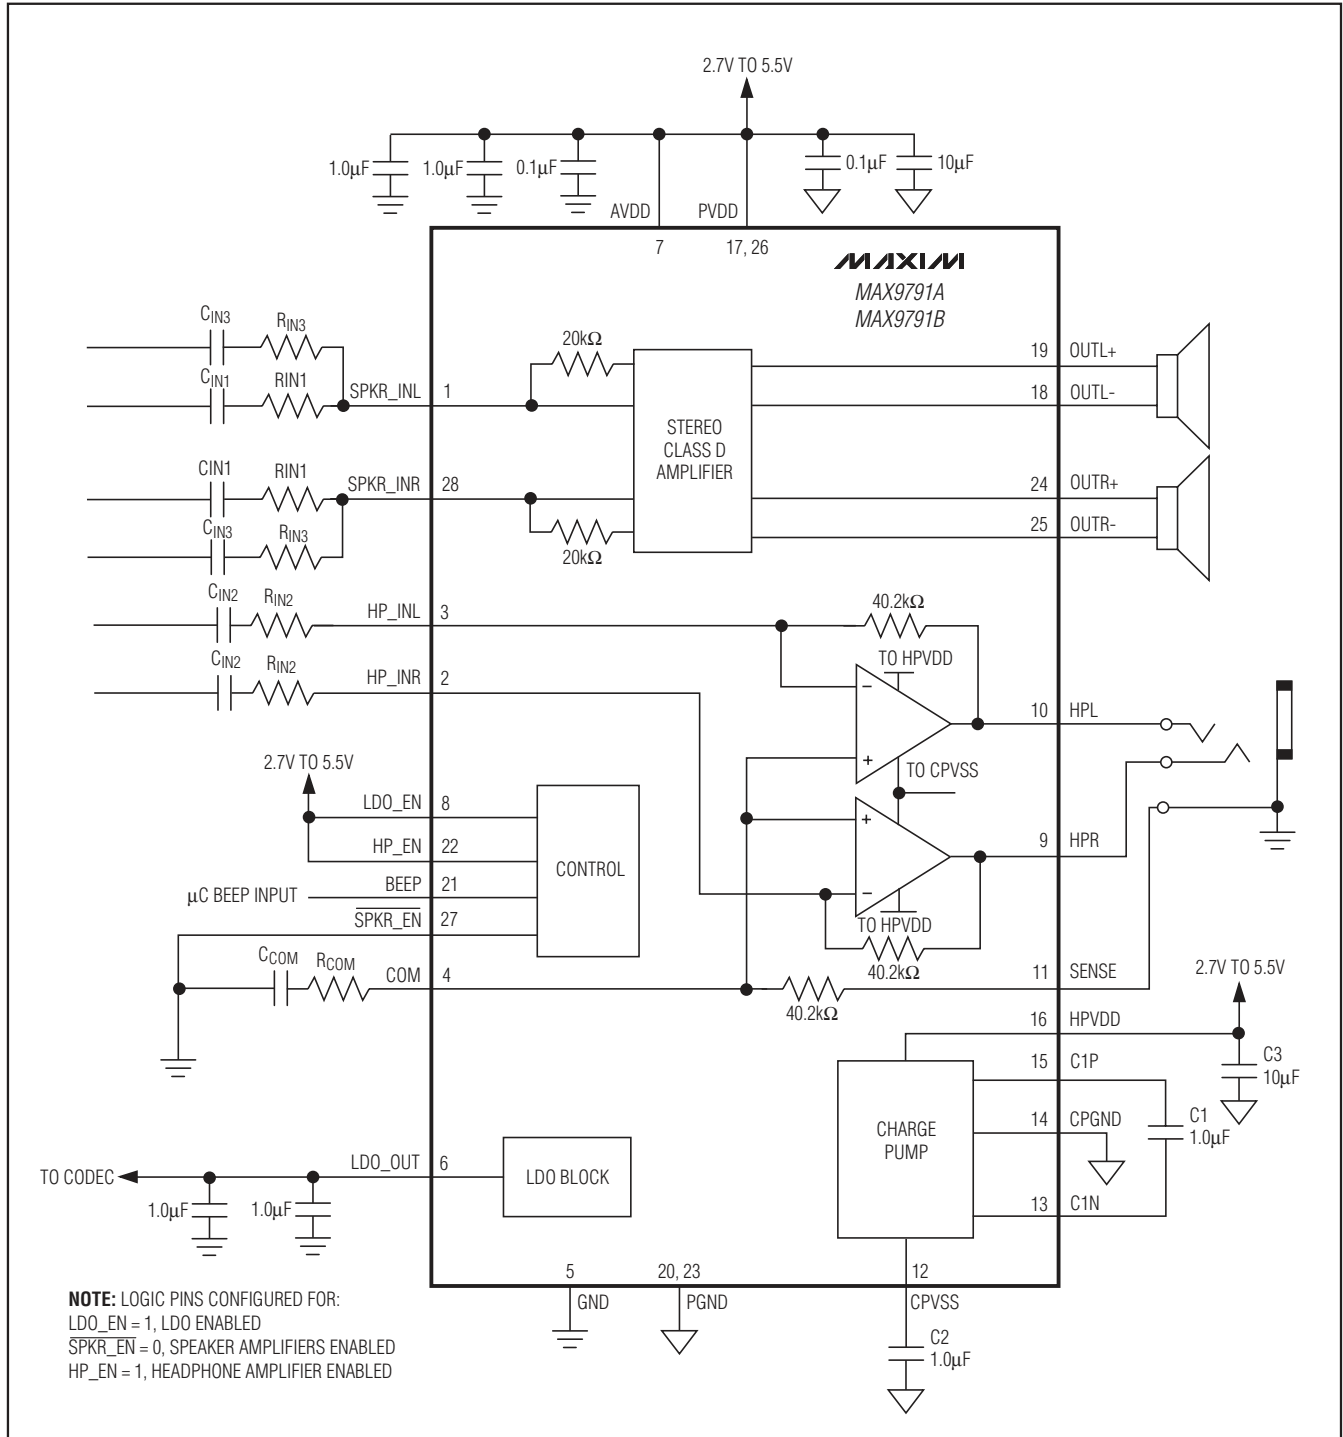 2.7V TO 5.5V
1.0µF
1.0µF
0.1µF
0.1µF
10µF
AVDD
PVDD
7
17, 26
MAXIM
MAX9791A
MAX9791B
CIN3
RIN3
20kΩ
19
OUTL+
CIN1
RIN1
SPKR_INL
1
18
OUTL-
STEREO
CLASS D
AMPLIFIER
CIN1
RIN1
SPKR_INR
28
24
OUTR+
CIN3
RIN3
25
OUTR-
20kΩ
CIN2
RIN2
HP_INL
3
40.2kΩ
TO HPVDD
CIN2
RIN2
HP_INR
2
−
10
HPL
+
TO CPVSS
2.7V TO 5.5V
LDO_EN
8
+
HP_EN
22
9
HPR
CONTROL
µC BEEP INPUT
BEEP
21
−
SPKR_EN
27
TO HPVDD
40.2kΩ
CCOM
RCOM
COM
4
11
SENSE
2.7V TO 5.5V
40.2kΩ
16
HPVDD
15
C1P
C3
10µF
CHARGE
PUMP
14
CPGND
C1
1.0µF
TO CODEC
LDO_OUT
6
LDO BLOCK
1.0µF
1.0µF
13
C1N
5
20, 23
12
GND
PGND
CPVSS
C2
1.0µF
NOTE: LOGIC PINS CONFIGURED FOR:
LDO_EN = 1, LDO ENABLED
SPKR_EN = 0, SPEAKER AMPLIFIERS ENABLED
HP_EN = 1, HEADPHONE AMPLIFIER ENABLED